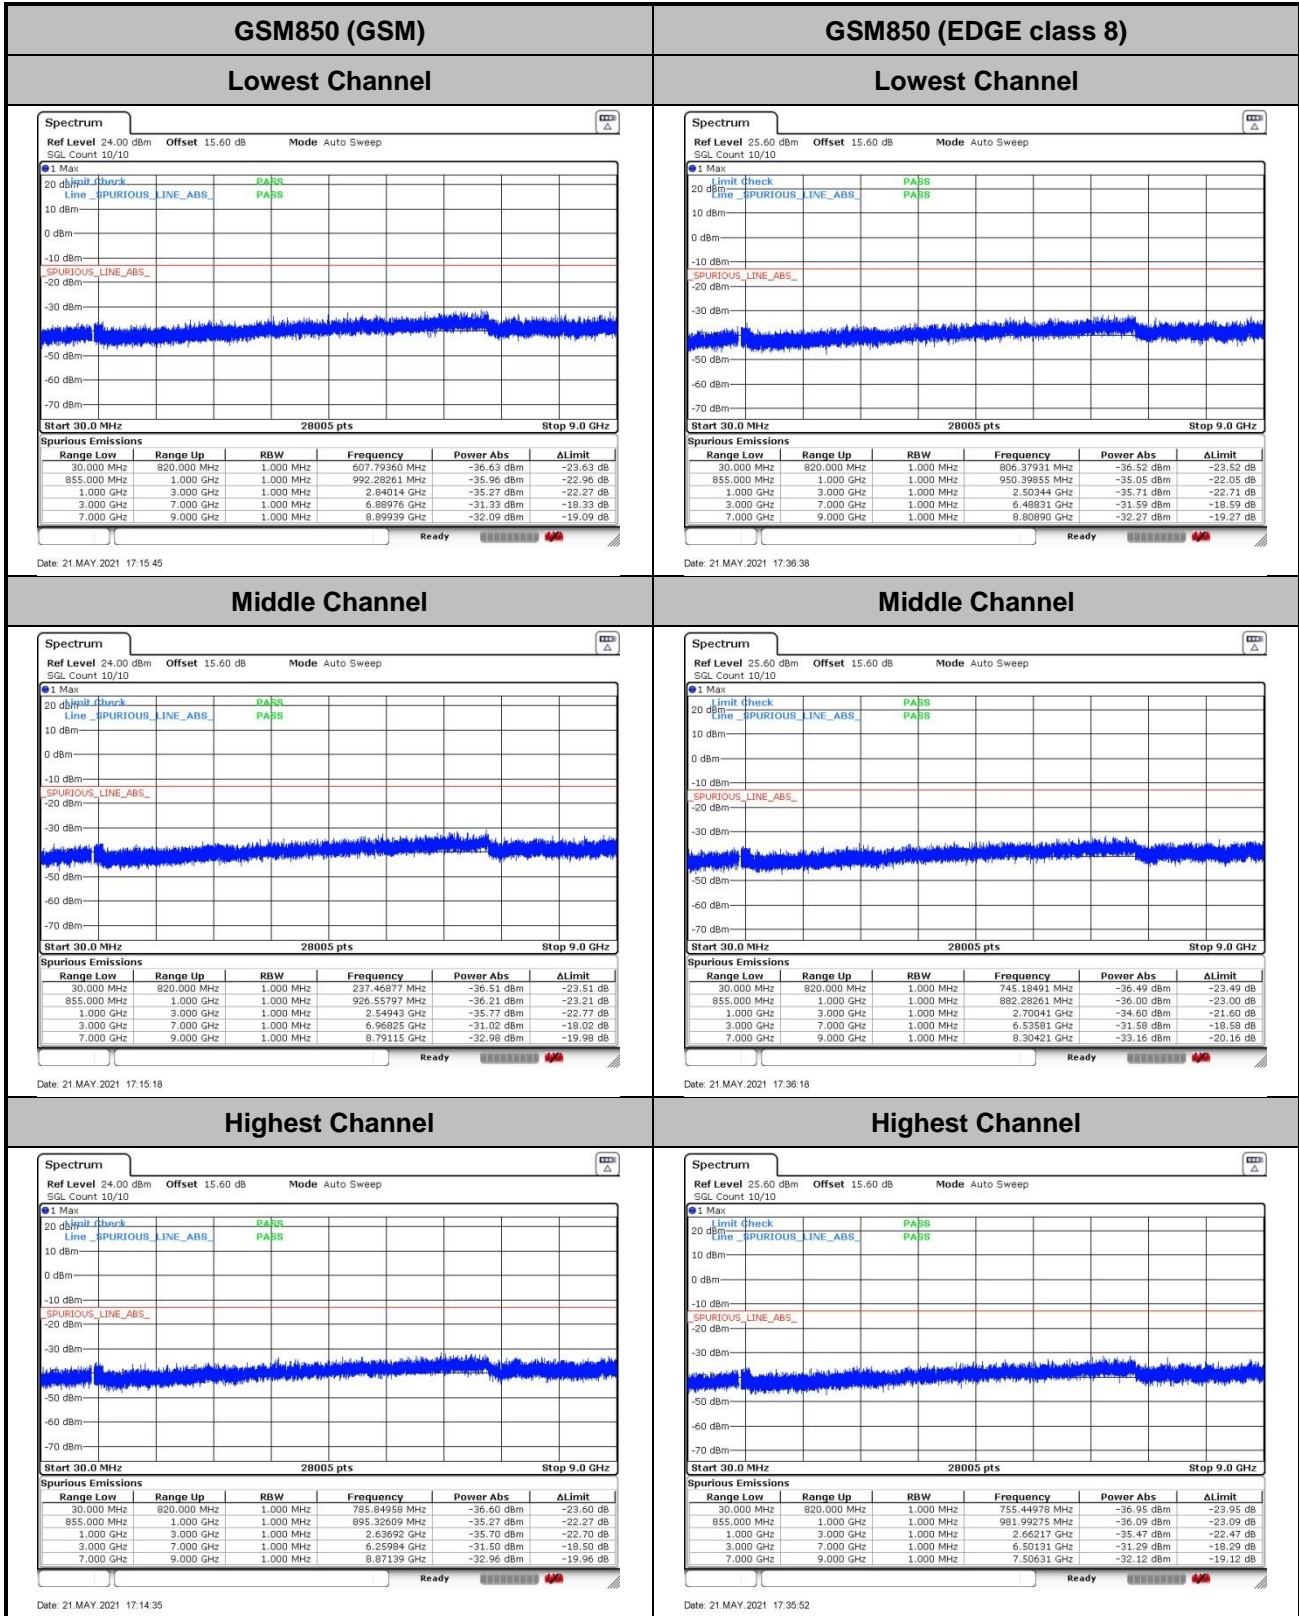 GSM850 (GSM)
GSM850 (EDGE class 8)
Lowest Channel
Lowest Channel
Spectrum
Ref Level 24.00 dBm Offset 15.60 dB Mode Auto Sweep
SGL Count 10/10
1 Max
Limit Check PASS
20 dBm
Line _SPURIOUS_LINE_ABS_ PASS
10 dBm
0 dBm
-10 dBm
_SPURIOUS_LINE_ABS_
-20 dBm
-30 dBm
-50 dBm
-60 dBm
-70 dBm
Start 30.0 MHz 28005 pts Stop 9.0 GHz
Spurious Emissions
Range Low Range Up RBW Frequency Power Abs ΔLimit
30.000 MHz 820.000 MHz 1.000 MHz 607.79360 MHz -36.63 dBm -23.63 dB
855.000 MHz 1.000 GHz 1.000 MHz 992.28261 MHz -35.96 dBm -22.96 dB
1.000 GHz 3.000 GHz 1.000 MHz 2.84014 GHz -35.27 dBm -22.27 dB
3.000 GHz 7.000 GHz 1.000 MHz 6.88976 GHz -31.33 dBm -18.33 dB
7.000 GHz 9.000 GHz 1.000 MHz 8.89939 GHz -32.09 dBm -19.09 dB
Ready
Date: 21.MAY.2021 17:15:45
Spectrum
Ref Level 25.60 dBm Offset 15.60 dB Mode Auto Sweep
SGL Count 10/10
1 Max
Limit Check PASS
20 dBm
Line _SPURIOUS_LINE_ABS_ PASS
10 dBm
0 dBm
-10 dBm
_SPURIOUS_LINE_ABS_
-20 dBm
-30 dBm
-50 dBm
-60 dBm
-70 dBm
Start 30.0 MHz 28005 pts Stop 9.0 GHz
Spurious Emissions
Range Low Range Up RBW Frequency Power Abs ΔLimit
30.000 MHz 820.000 MHz 1.000 MHz 806.37931 MHz -36.52 dBm -23.52 dB
855.000 MHz 1.000 GHz 1.000 MHz 950.39855 MHz -35.05 dBm -22.05 dB
1.000 GHz 3.000 GHz 1.000 MHz 2.50344 GHz -35.71 dBm -22.71 dB
3.000 GHz 7.000 GHz 1.000 MHz 6.48831 GHz -31.59 dBm -18.59 dB
7.000 GHz 9.000 GHz 1.000 MHz 8.80890 GHz -32.27 dBm -19.27 dB
Ready
Date: 21.MAY.2021 17:36:38
Middle Channel
Middle Channel
Spectrum
Ref Level 24.00 dBm Offset 15.60 dB Mode Auto Sweep
SGL Count 10/10
1 Max
Limit Check PASS
20 dBm
Line _SPURIOUS_LINE_ABS_ PASS
10 dBm
0 dBm
-10 dBm
_SPURIOUS_LINE_ABS_
-20 dBm
-30 dBm
-50 dBm
-60 dBm
-70 dBm
Start 30.0 MHz 28005 pts Stop 9.0 GHz
Spurious Emissions
Range Low Range Up RBW Frequency Power Abs ΔLimit
30.000 MHz 820.000 MHz 1.000 MHz 237.46877 MHz -36.51 dBm -23.51 dB
855.000 MHz 1.000 GHz 1.000 MHz 926.55797 MHz -36.21 dBm -23.21 dB
1.000 GHz 3.000 GHz 1.000 MHz 2.54943 GHz -35.77 dBm -22.77 dB
3.000 GHz 7.000 GHz 1.000 MHz 6.96825 GHz -31.02 dBm -18.02 dB
7.000 GHz 9.000 GHz 1.000 MHz 8.79115 GHz -32.98 dBm -19.98 dB
Ready
Date: 21.MAY.2021 17:15:18
Spectrum
Ref Level 25.60 dBm Offset 15.60 dB Mode Auto Sweep
SGL Count 10/10
1 Max
Limit Check PASS
20 dBm
Line _SPURIOUS_LINE_ABS_ PASS
10 dBm
0 dBm
-10 dBm
_SPURIOUS_LINE_ABS_
-20 dBm
-30 dBm
-50 dBm
-60 dBm
-70 dBm
Start 30.0 MHz 28005 pts Stop 9.0 GHz
Spurious Emissions
Range Low Range Up RBW Frequency Power Abs ΔLimit
30.000 MHz 820.000 MHz 1.000 MHz 745.18491 MHz -36.49 dBm -23.49 dB
855.000 MHz 1.000 GHz 1.000 MHz 882.28261 MHz -36.00 dBm -23.00 dB
1.000 GHz 3.000 GHz 1.000 MHz 2.70041 GHz -34.60 dBm -21.60 dB
3.000 GHz 7.000 GHz 1.000 MHz 6.53581 GHz -31.58 dBm -18.58 dB
7.000 GHz 9.000 GHz 1.000 MHz 8.30421 GHz -33.16 dBm -20.16 dB
Ready
Date: 21.MAY.2021 17:36:18
Highest Channel
Highest Channel
Spectrum
Ref Level 24.00 dBm Offset 15.60 dB Mode Auto Sweep
SGL Count 10/10
1 Max
Limit Check PASS
20 dBm
Line _SPURIOUS_LINE_ABS_ PASS
10 dBm
0 dBm
-10 dBm
_SPURIOUS_LINE_ABS_
-20 dBm
-30 dBm
-50 dBm
-60 dBm
-70 dBm
Start 30.0 MHz 28005 pts Stop 9.0 GHz
Spurious Emissions
Range Low Range Up RBW Frequency Power Abs ΔLimit
30.000 MHz 820.000 MHz 1.000 MHz 785.84958 MHz -36.60 dBm -23.60 dB
855.000 MHz 1.000 GHz 1.000 MHz 895.32609 MHz -35.27 dBm -22.27 dB
1.000 GHz 3.000 GHz 1.000 MHz 2.63692 GHz -35.70 dBm -22.70 dB
3.000 GHz 7.000 GHz 1.000 MHz 6.25984 GHz -31.50 dBm -18.50 dB
7.000 GHz 9.000 GHz 1.000 MHz 8.87139 GHz -32.96 dBm -19.96 dB
Ready
Date: 21.MAY.2021 17:14:35
Spectrum
Ref Level 25.60 dBm Offset 15.60 dB Mode Auto Sweep
SGL Count 10/10
1 Max
Limit Check PASS
20 dBm
Line _SPURIOUS_LINE_ABS_ PASS
10 dBm
0 dBm
-10 dBm
_SPURIOUS_LINE_ABS_
-20 dBm
-30 dBm
-50 dBm
-60 dBm
-70 dBm
Start 30.0 MHz 28005 pts Stop 9.0 GHz
Spurious Emissions
Range Low Range Up RBW Frequency Power Abs ΔLimit
30.000 MHz 820.000 MHz 1.000 MHz 755.44978 MHz -36.95 dBm -23.95 dB
855.000 MHz 1.000 GHz 1.000 MHz 981.99275 MHz -36.09 dBm -23.09 dB
1.000 GHz 3.000 GHz 1.000 MHz 2.66217 GHz -35.47 dBm -22.47 dB
3.000 GHz 7.000 GHz 1.000 MHz 6.50131 GHz -31.29 dBm -18.29 dB
7.000 GHz 9.000 GHz 1.000 MHz 7.50631 GHz -32.12 dBm -19.12 dB
Ready
Date: 21.MAY.2021 17:35:52